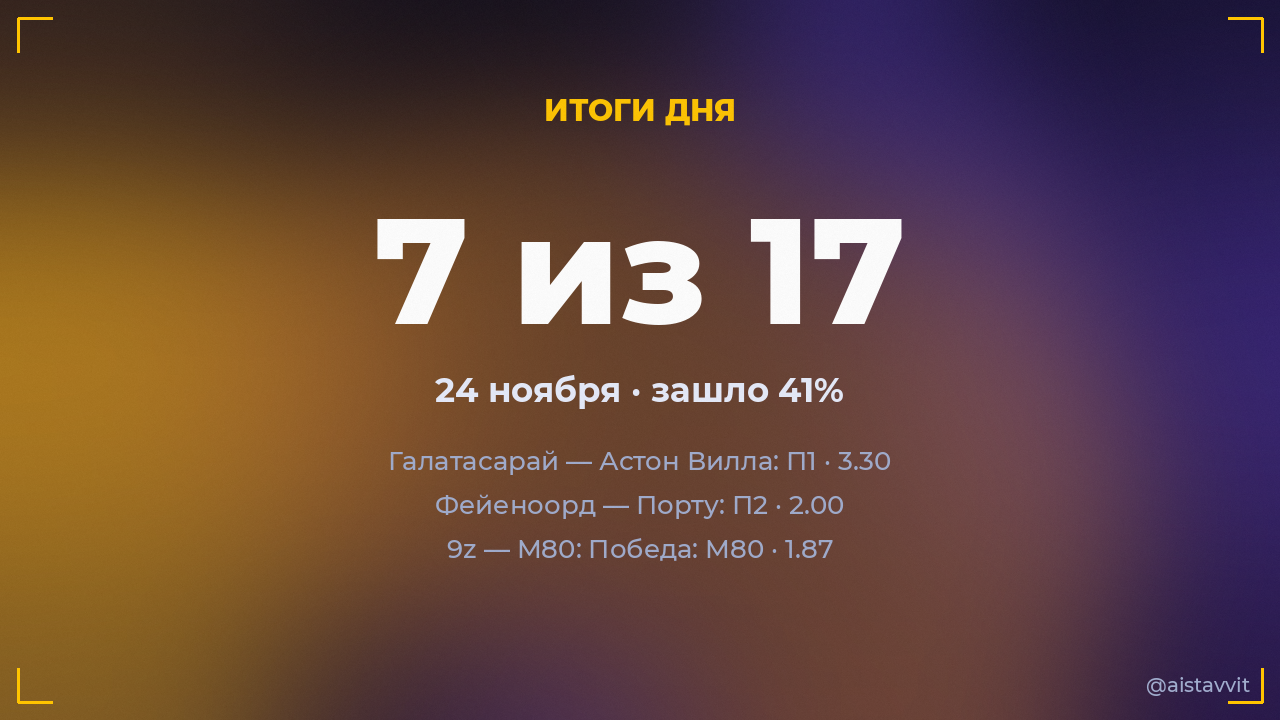 ИТОГИ ДНЯ
7 из 17
24 ноября · зашло 41%
Галатасарай — Астон Вилла: П1 · 3.30
Фейеноорд — Порту: П2 · 2.00
9z — M80: Победа: M80 · 1.87
@aistavvit